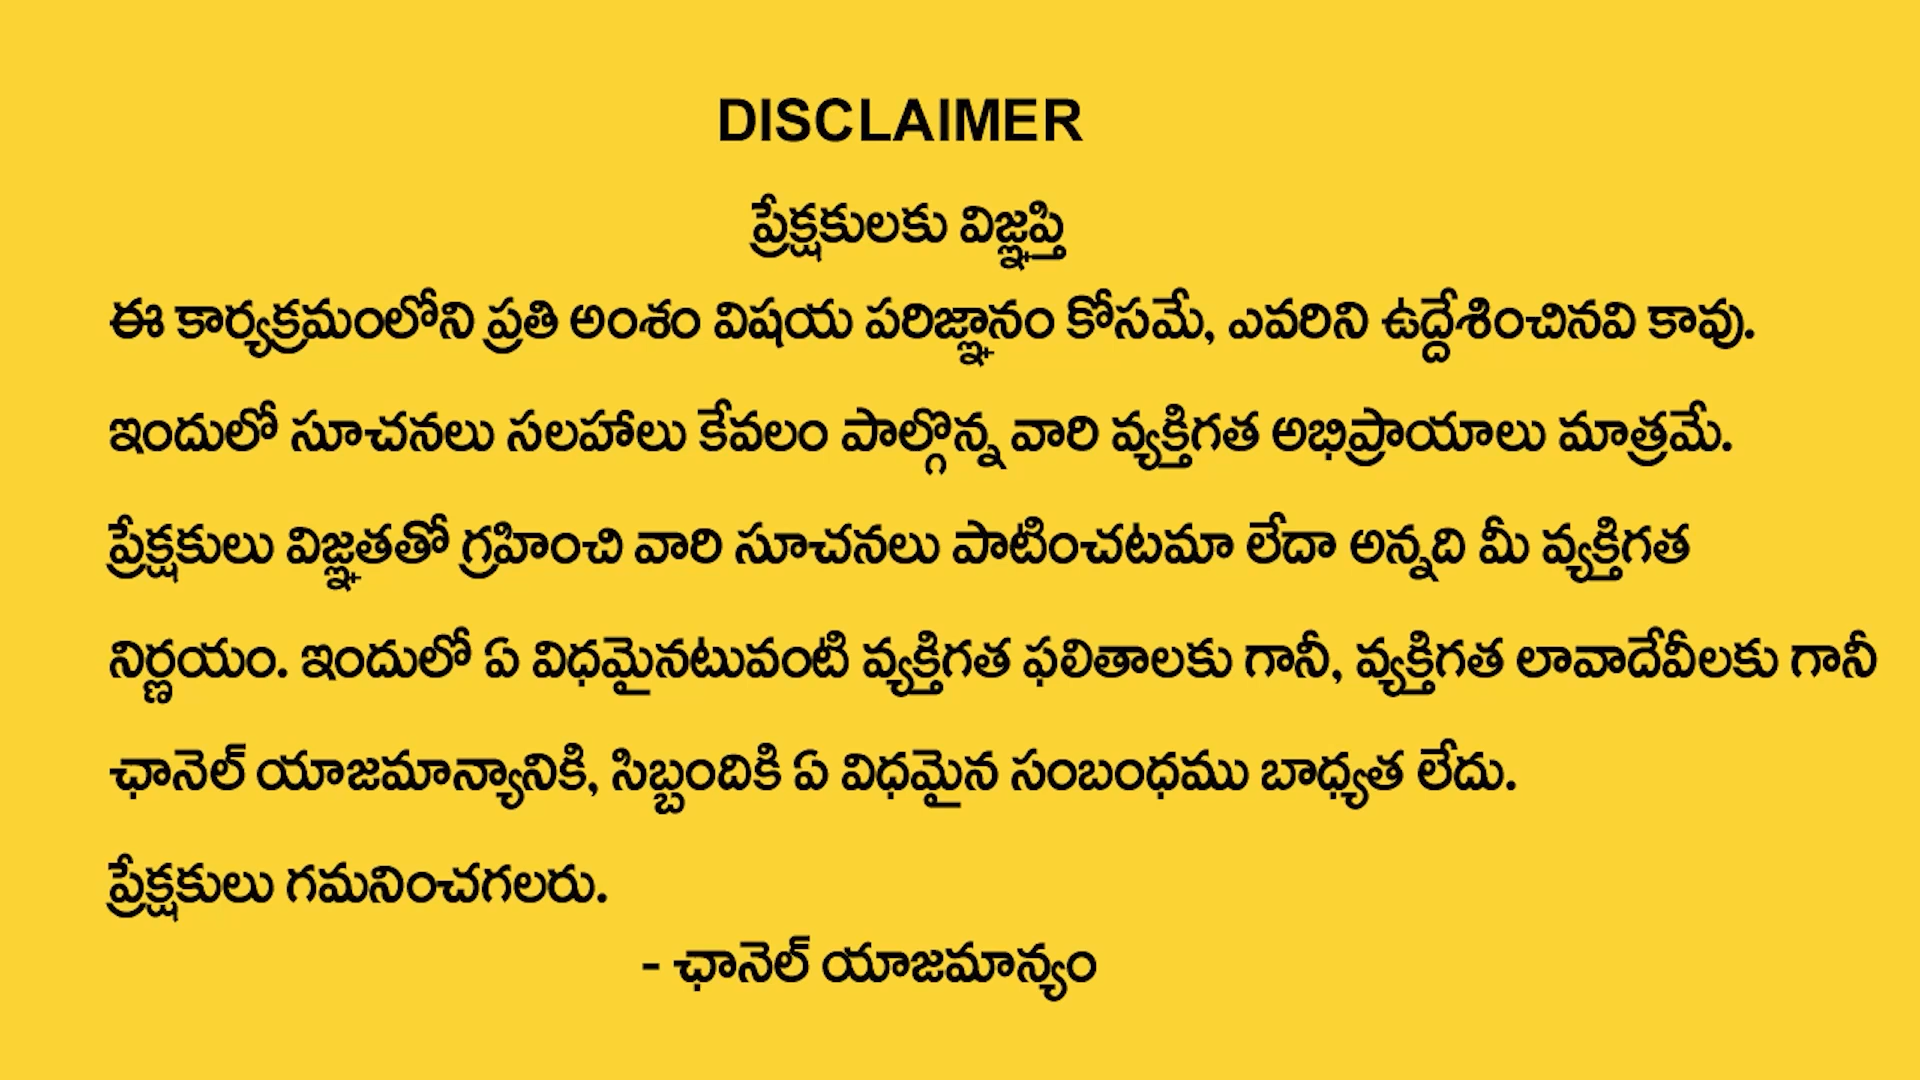 DISCLAIMER
ప్రేక్షకులకు విజ్ఞప్తి
ఈ కార్యక్రమంలోని ప్రతి అంశం విషయ పరిజ్ఞానం కోసమే, ఎవరిని ఉద్దేశించినవి కావు.
ఇందులో సూచనలు సలహాలు కేవలం పాల్గొన్న వారి వ్యక్తిగత అభిప్రాయాలు మాత్రమే.
ప్రేక్షకులు విజ్ఞతతో గ్రహించి వారి సూచనలు పాటించటమా లేదా అన్నది మీ వ్యక్తిగత
నిర్ణయం. ఇందులో ఏ విధమైనటువంటి వ్యక్తిగత ఫలితాలకు గానీ, వ్యక్తిగత లావాదేవీలకు గానీ
ఛానెల్ యాజమాన్యానికి, సిబ్బందికి ఏ విధమైన సంబంధము బాధ్యత లేదు.
ప్రేక్షకులు గమనించగలరు.
- ఛానెల్ యాజమాన్యం